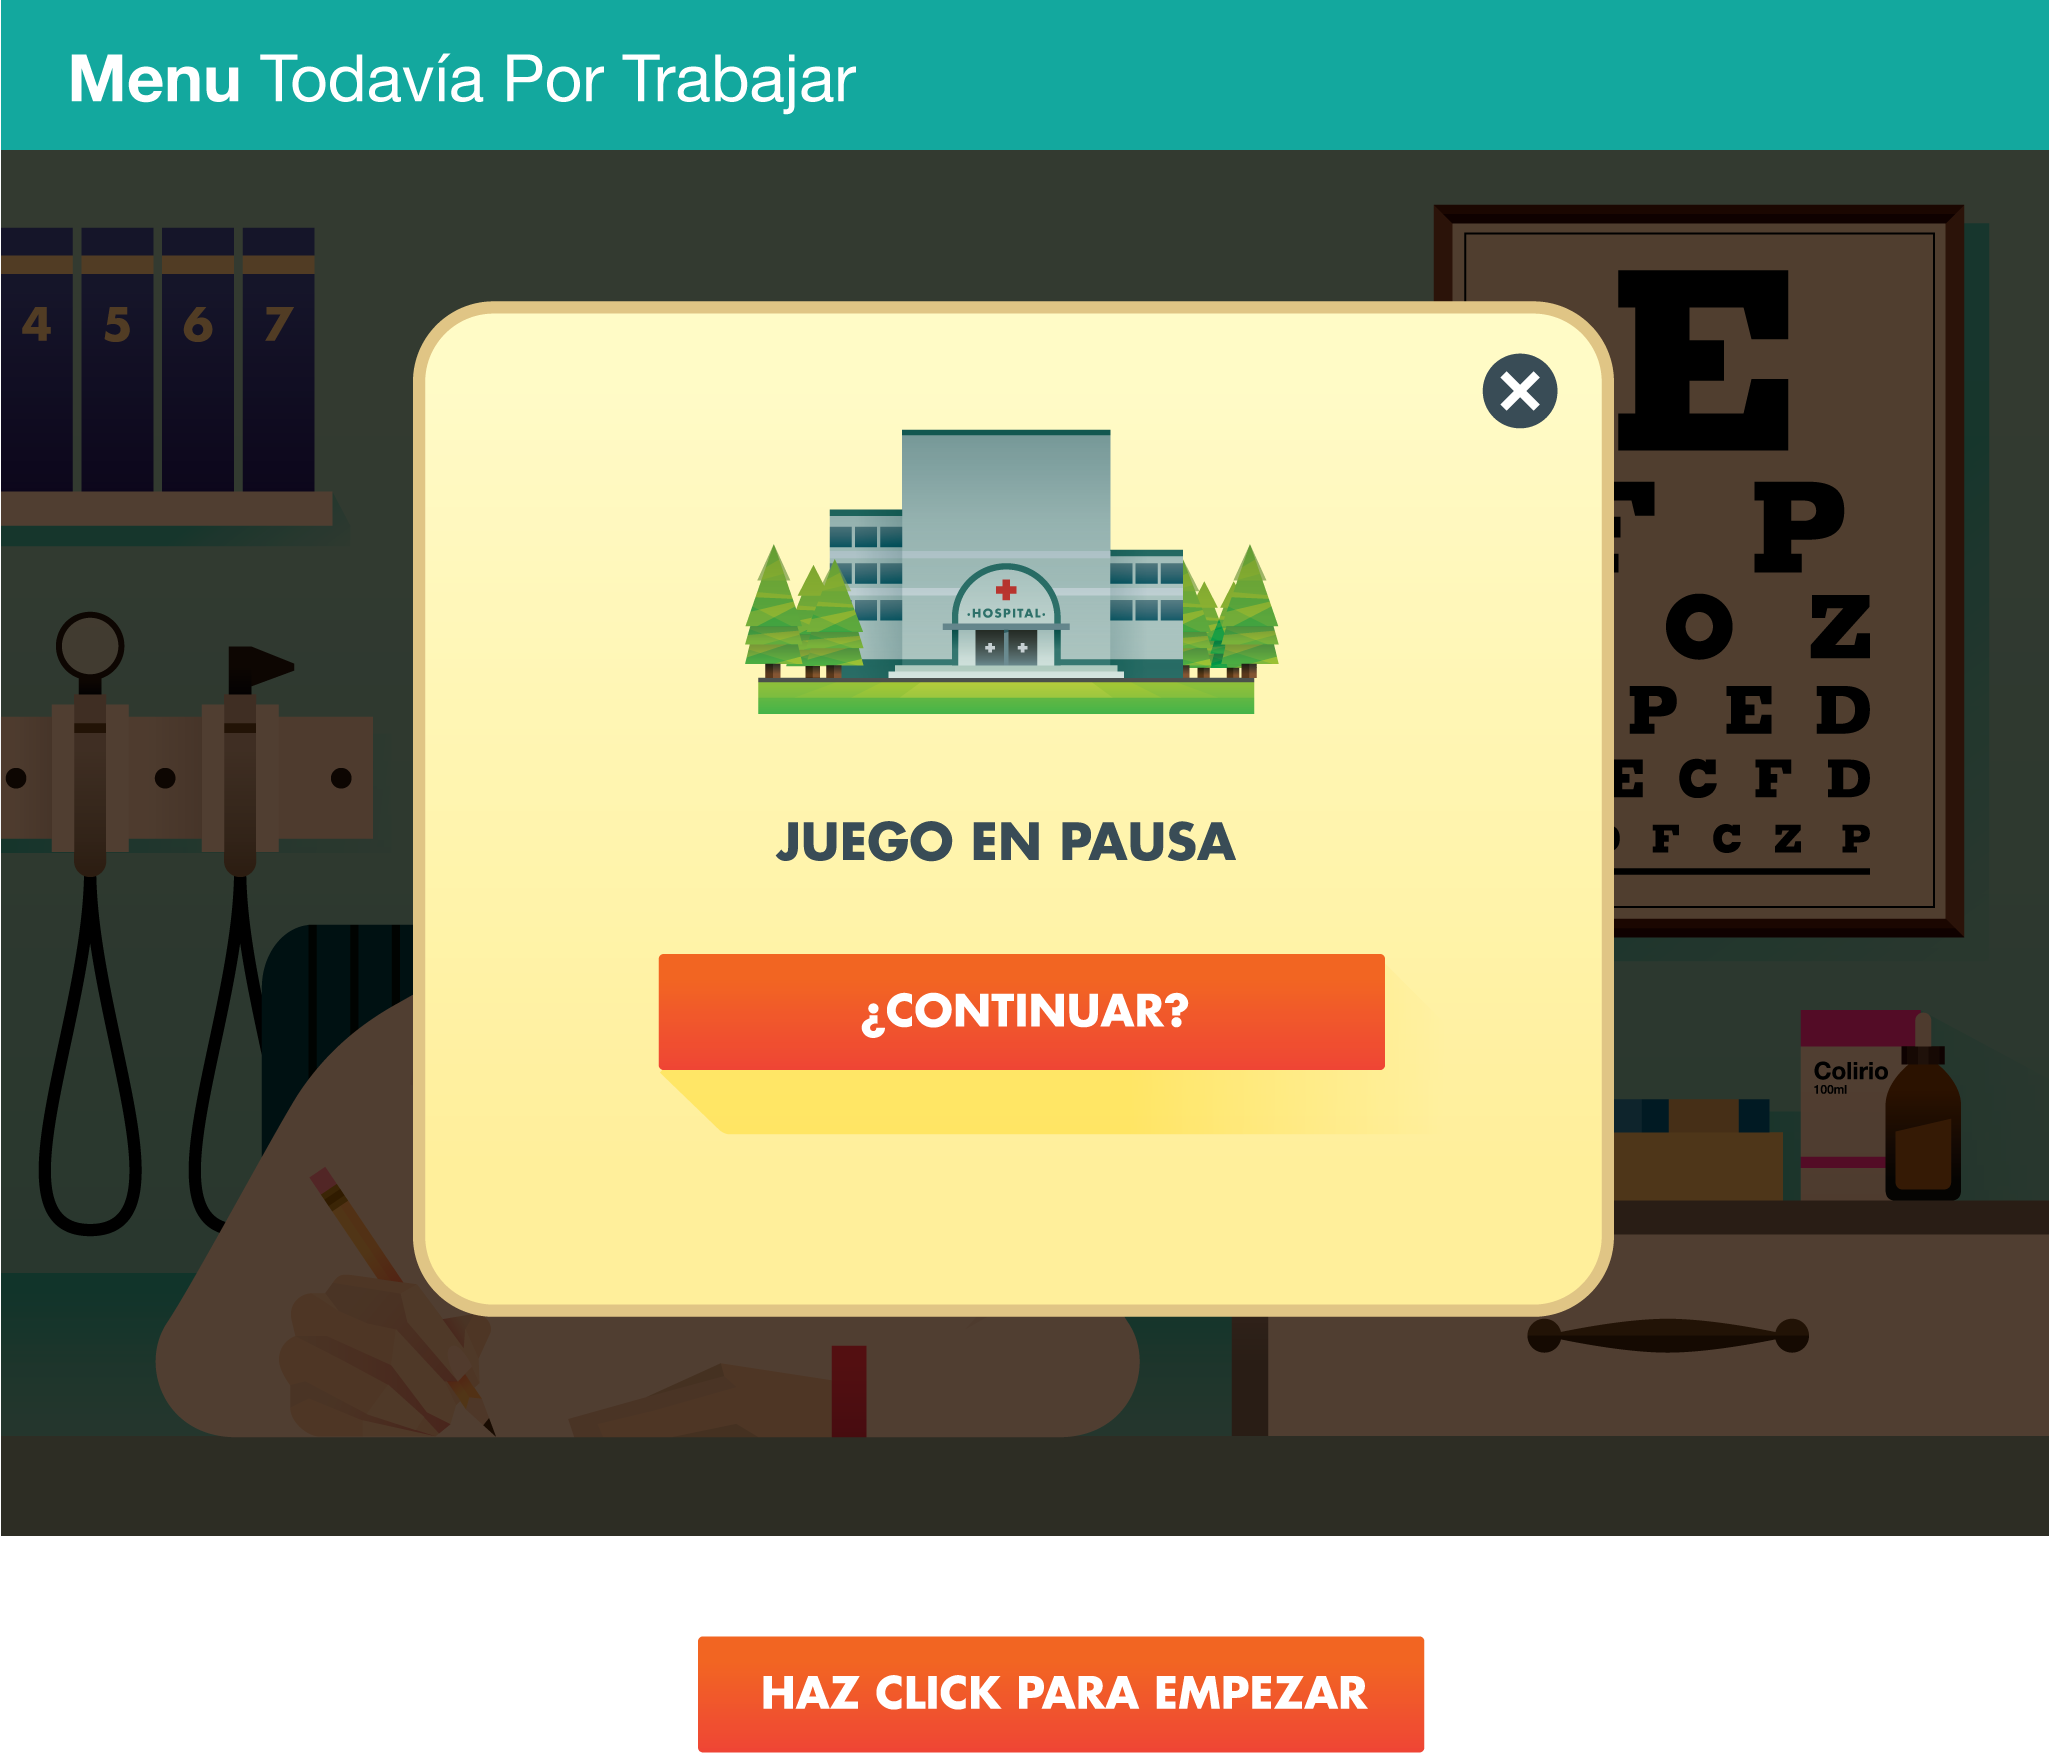 Menu Todavía Por Trabajar
4 5 6 7
E
F P
O Z
P E D
E C F D
F C Z P
·HOSPITAL·
JUEGO EN PAUSA
¿CONTINUAR?
Colirio
100ml
HAZ CLICK PARA EMPEZAR